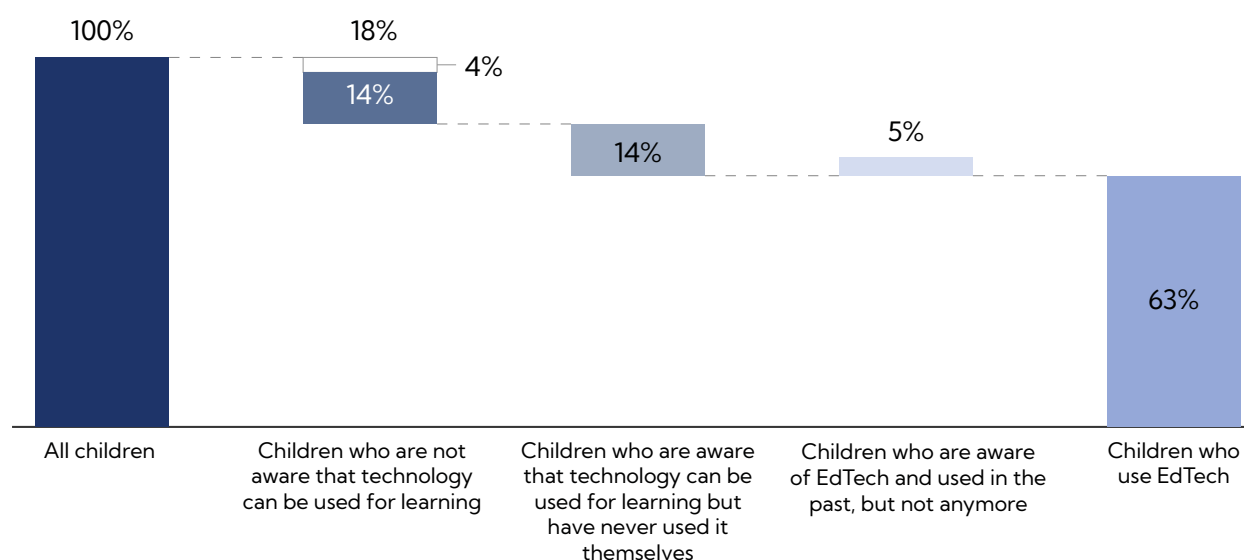 100%
18%
4%
14%
14%
5%
63%
All children
Children who are not
aware that technology
can be used for learning
Children who are aware
that technology can be
used for learning but
have never used it
themselves
Children who are aware
of EdTech and used in the
past, but not anymore
Children who
use EdTech